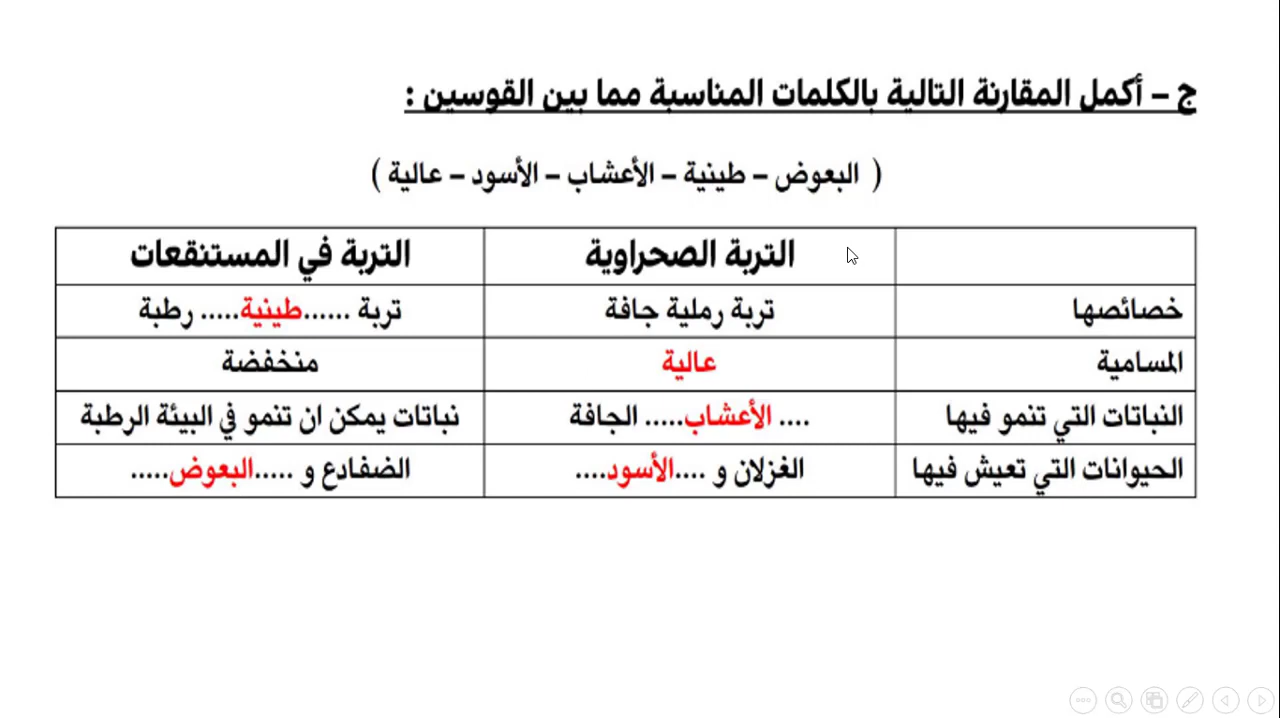 ج – أكمل المقارنة التالية بالكلمات المناسبة مما بين القوسين :
( البعوض – طينية – الأعشاب – الأسود – عالية )
التربة الصحراوية التربة في المستنقعات
خصائصها تربة رملية جافة تربة ......طينية..... رطبة
المسامية عالية منخفضة
النباتات التي تنمو فيها .... الأعشاب..... الجافة نباتات يمكن ان تنمو في البيئة الرطبة
الحيوانات التي تعيش فيها الغزلان و ....الأسود.... الضفادع و .....البعوض.....